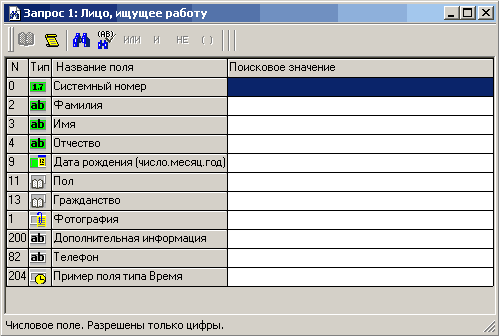 Запрос 1: Лицо, ищущее работу
(AB) ИЛИ И НЕ ( )
N Тип Название поля Поисковое значение
0 1.7 Системный номер
2 ab Фамилия
3 ab Имя
4 ab Отчество
9 12 Дата рождения (число.месяц.год)
11 Пол
13 Гражданство
1 Фотография
200 ab Дополнительная информация
82 ab Телефон
204 Пример поля типа Время
Числовое поле. Разрешены только цифры.